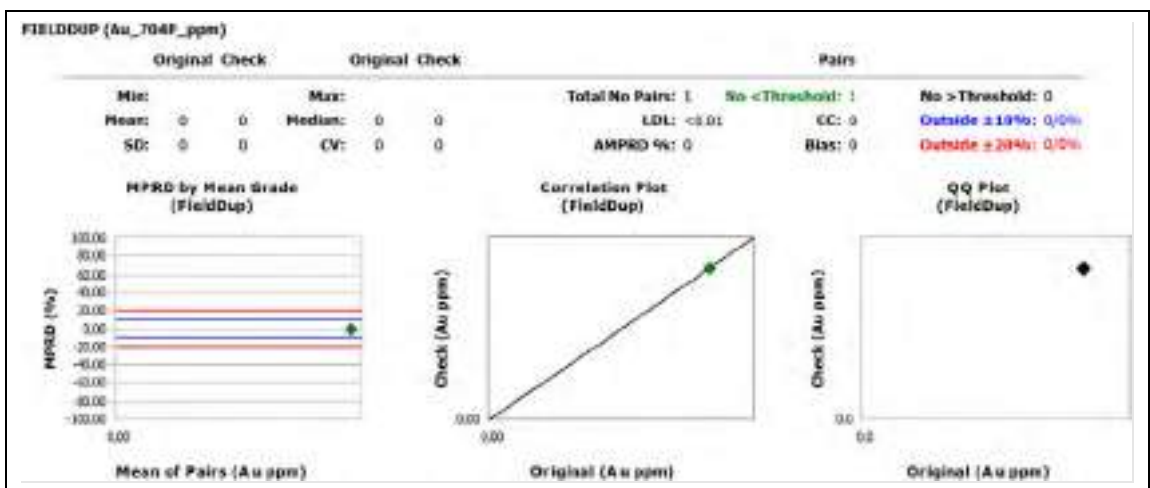 FIELDDUP (Au_704F_ppm)
Original Check Original Check Pairs
Min: Max: Total No Pairs: 1 No <Threshold: 1 No >Threshold: 0
Mean: 0 0 Median: 0 0 LDL: <0.01 CC: 0 Outside ±10%: 0/0%
SD: 0 0 CV: 0 0 AMPRD %: 0 Bias: 0 Outside ±20%: 0/0%
MPRD by Mean Grade
(FieldDup)
MPRD (%)
100.00
80.00
60.00
40.00
20.00
0.00
-20.00
-40.00
-60.00
-80.00
-100.00
0.00
Mean of Pairs (Au ppm)
Correlation Plot
(FieldDup)
Check (Au ppm)
0.00
0.00
Original (Au ppm)
QQ Plot
(FieldDup)
Check (Au ppm)
0.0
0.0
Original (Au ppm)